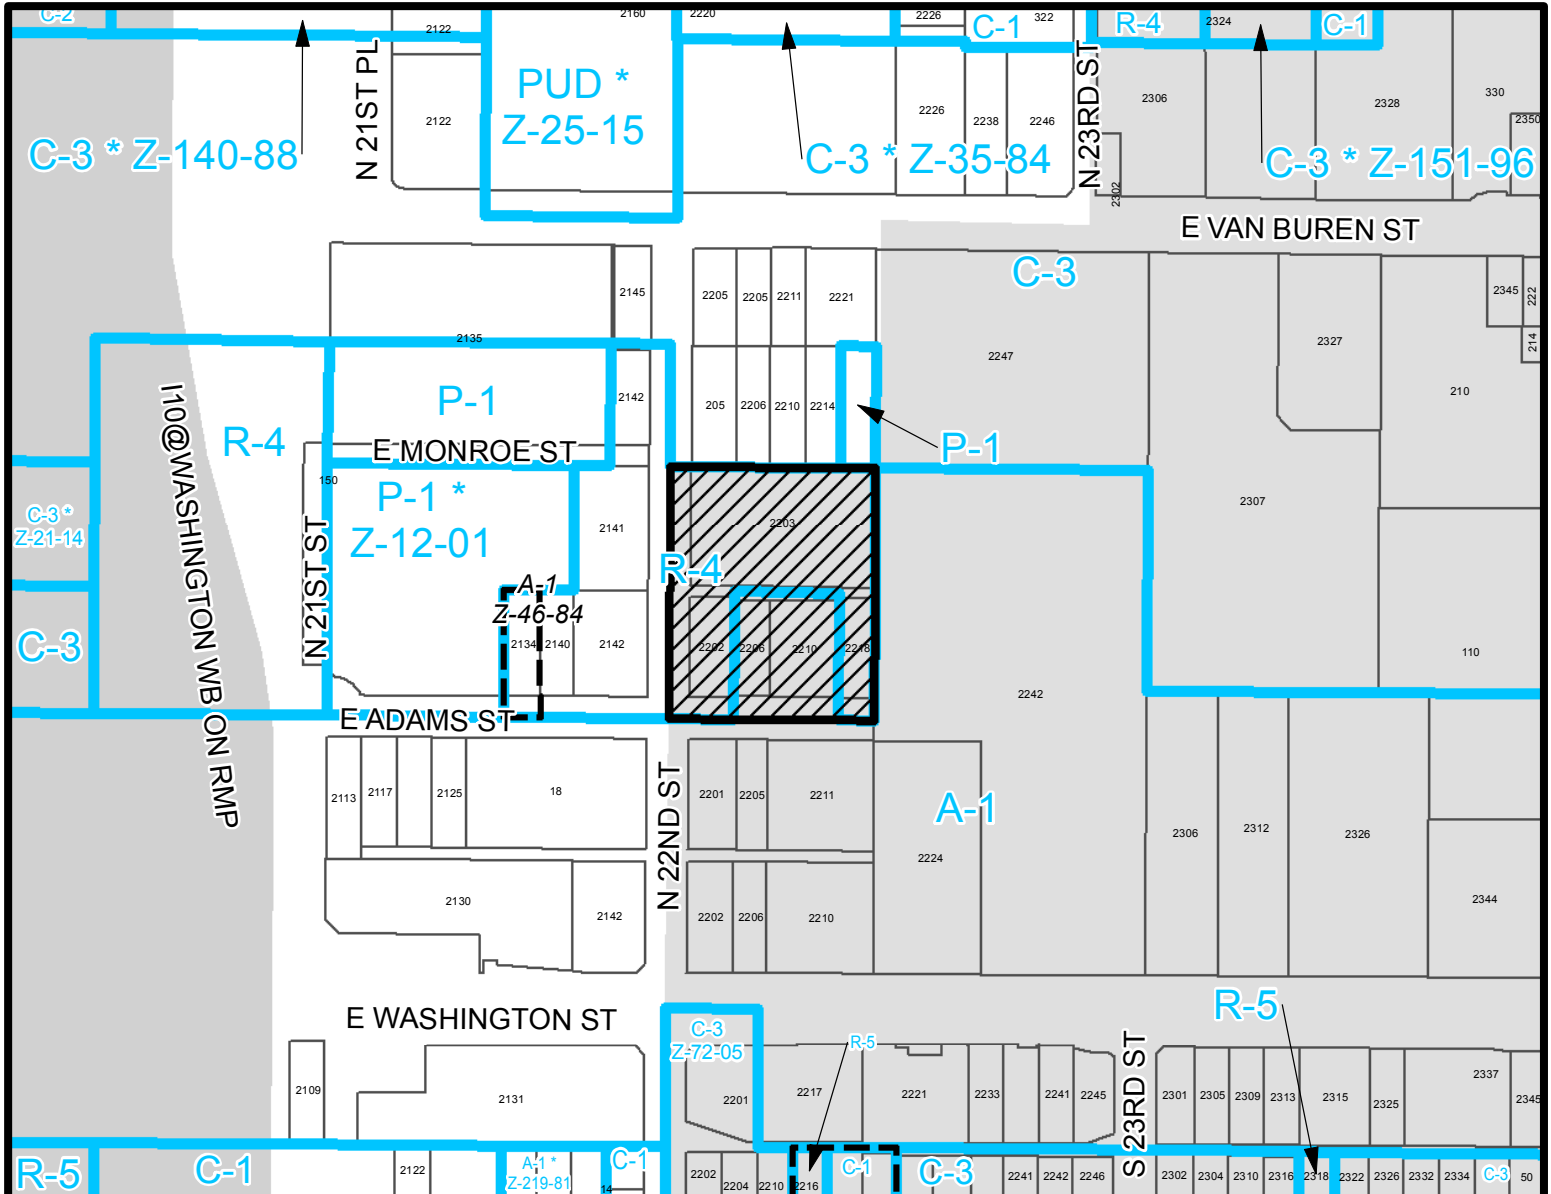 C-2
2122
2160
2220
2226
322
C-1
R-4
2324
C-1
N 21ST PL
PUD *
Z-25-15
2122
2226
2238
2246
N 23RD ST
2306
2328
330
2350
C-3 * Z-140-88
C-3 * Z-35-84
C-3 * Z-151-96
2302
E VAN BUREN ST
C-3
2145
2205
2205
2211
2221
2345
222
214
2135
2247
2327
210
P-1
2142
205
2206
2210
2214
I10@WASHINGTON WB ON RMP
R-4
E MONROE ST
P-1
150
P-1 *
Z-12-01
C-3 *
Z-21-14
N 21ST ST
2141
2203
2307
R-4
A-1
Z-46-84
C-3
2134
2140
2142
2202
2206
2210
2218
110
2242
E ADAMS ST
2113
2117
2125
18
N 22ND ST
2201
2205
2211
A-1
2224
2306
2312
2326
2130
2142
2202
2206
2210
2344
E WASHINGTON ST
R-5
C-3
Z-72-05
R-5
S 23RD ST
2109
2131
2201
2217
2221
2233
2241
2245
2301
2305
2309
2313
2315
2325
2337
2345
R-5
C-1
2122
A-1 *
Z-219-81
C-1
14
2202
2204
2210
2216
C-1
C-3
2241
2242
2246
2302
2304
2310
2316
2318
2322
2326
2332
2334
C-3
50